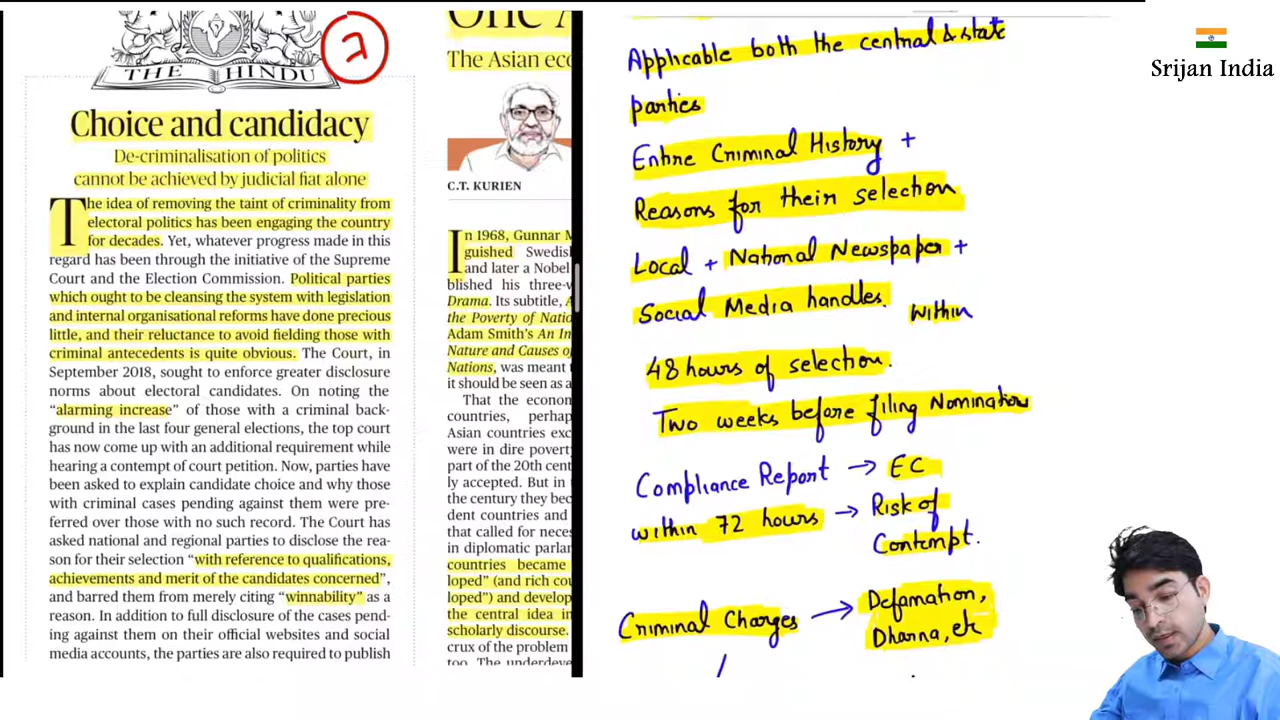 THE HINDU
7
Choice and candidacy
De-criminalisation of politics
cannot be achieved by judicial fiat alone
The idea of removing the taint of criminality from
electoral politics has been engaging the country
for decades. Yet, whatever progress made in this
regard has been through the initiative of the Supreme
Court and the Election Commission. Political parties
which ought to be cleansing the system with legislation
and internal organisational reforms have done precious
little, and their reluctance to avoid fielding those with
criminal antecedents is quite obvious. The Court, in
September 2018, sought to enforce greater disclosure
norms about electoral candidates. On noting the
“alarming increase” of those with a criminal back-
ground in the last four general elections, the top court
has now come up with an additional requirement while
hearing a contempt of court petition. Now, parties have
been asked to explain candidate choice and why those
with criminal cases pending against them were pre-
ferred over those with no such record. The Court has
asked national and regional parties to disclose the rea-
son for their selection “with reference to qualifications,
achievements and merit of the candidates concerned”,
and barred them from merely citing “winnability” as a
reason. In addition to full disclosure of the cases pend-
ing against them on their official websites and social
media accounts, the parties are also required to publish
The Asian eco
C.T. KURIEN
In 1968, Gunnar M
guished Swedish
and later a Nobel
blished his three-v
Drama. Its subtitle, A
the Poverty of Natio
Adam Smith’s An In
Nature and Causes of
Nations, was meant t
it should be seen as a
That the econom
countries, perhap
Asian countries exc
were in dire povert
part of the 20th cent
ly accepted. But in
the century they bec
dent countries and
that called for neces
in diplomatic parlan
countries became
loped” (and rich cou
loped”) and develop
the central idea in
scholarly discourse.
crux of the problem
too. The underdeve
Applicable both the central & state
parties
Entire Criminal History +
Reasons for their selection
Local + National Newspaper +
Social Media handles. Within
48 hours of selection.
Two weeks before filing Nomination
Compliance Report → EC
within 72 hours → Risk of
Contempt.
Criminal Charges → Defamation,
Dharna, etc
Srijan India